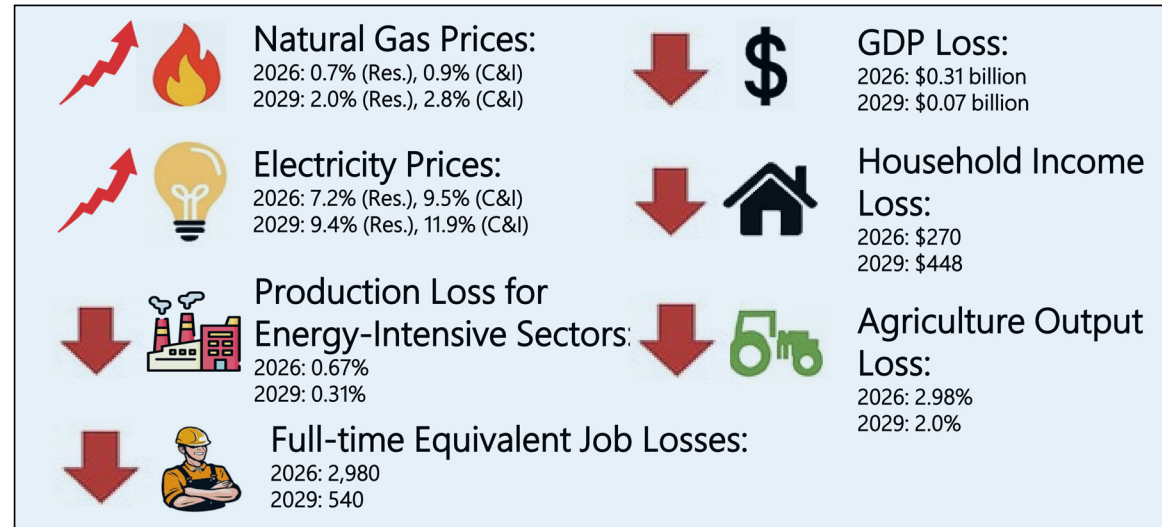 Natural Gas Prices:
2026: 0.7% (Res.), 0.9% (C&I)
2029: 2.0% (Res.), 2.8% (C&I)
Electricity Prices:
2026: 7.2% (Res.), 9.5% (C&I)
2029: 9.4% (Res.), 11.9% (C&I)
Production Loss for
Energy-Intensive Sectors:
2026: 0.67%
2029: 0.31%
Full-time Equivalent Job Losses:
2026: 2,980
2029: 540
$
GDP Loss:
2026: $0.31 billion
2029: $0.07 billion
Household Income
Loss:
2026: $270
2029: $448
Agriculture Output
Loss:
2026: 2.98%
2029: 2.0%